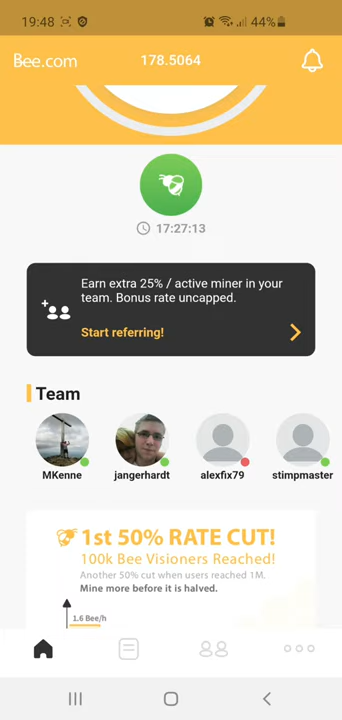 19:48 44%
Bee.com 178.5064
17:27:13
Earn extra 25% / active miner in your
team. Bonus rate uncapped.
Start referring!
Team
MKenne jangerhardt alexfix79 stimpmaster
1st 50% RATE CUT!
100k Bee Visioners Reached!
Another 50% cut when users reached 1M.
Mine more before it is halved.
1.6 Bee/h